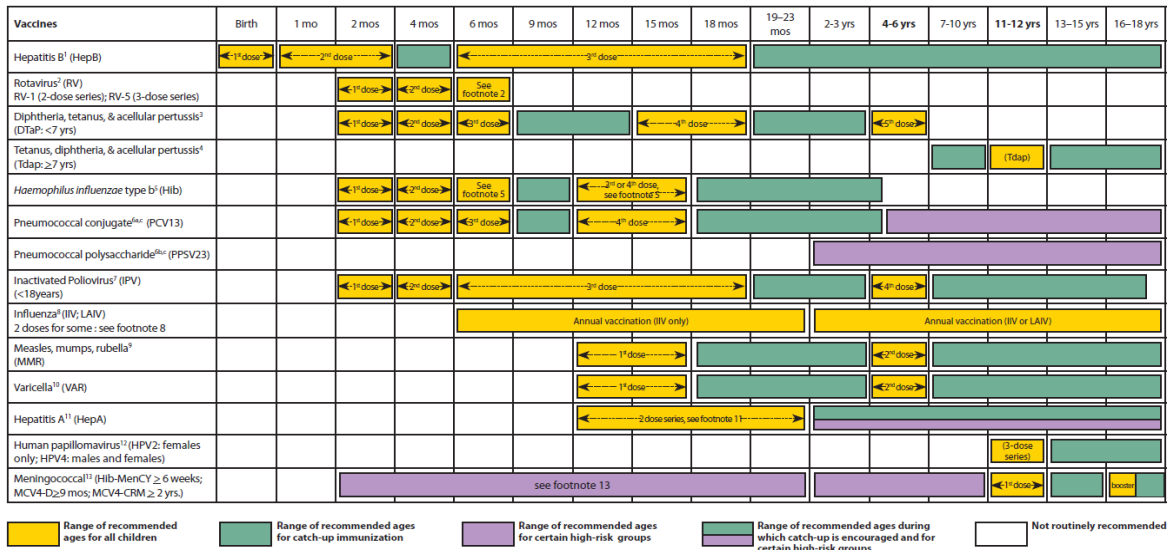 Vaccines Birth 1 mo 2 mos 4 mos 6 mos 9 mos 12 mos 15 mos 18 mos 19–23 mos 2-3 yrs 4-6 yrs 7-10 yrs 11-12 yrs 13–15 yrs 16–18 yrs
Hepatitis B¹ (HepB)
1st dose 2nd dose 3rd dose
Rotavirus² (RV)
RV-1 (2-dose series); RV-5 (3-dose series)
1st dose 2nd dose See footnote 2
Diphtheria, tetanus, & acellular pertussis³
(DTaP: <7 yrs)
1st dose 2nd dose 3rd dose 4th dose 5th dose
Tetanus, diphtheria, & acellular pertussis⁴
(Tdap: ≥7 yrs)
(Tdap)
Haemophilus influenzae type b⁵ (Hib)
1st dose 2nd dose See footnote 5 3rd or 4th dose, see footnote 5
Pneumococcal conjugate⁶ᵃ,ᶜ (PCV13)
1st dose 2nd dose 3rd dose 4th dose
Pneumococcal polysaccharide⁶ᵇ,ᶜ (PPSV23)
Inactivated Poliovirus⁷ (IPV)
(<18years)
1st dose 2nd dose 3rd dose 4th dose
Influenza⁸ (IIV; LAIV)
2 doses for some : see footnote 8
Annual vaccination (IIV only) Annual vaccination (IIV or LAIV)
Measles, mumps, rubella⁹
(MMR)
1st dose 2nd dose
Varicella¹⁰ (VAR)
1st dose 2nd dose
Hepatitis A¹¹ (HepA)
2 dose series, see footnote 11
Human papillomavirus¹² (HPV2: females
only; HPV4: males and females)
(3-dose series)
Meningococcal¹³ (Hib-MenCY ≥ 6 weeks;
MCV4-D≥9 mos; MCV4-CRM ≥ 2 yrs.)
see footnote 13 1st dose booster
Range of recommended
ages for all children
Range of recommended ages
for catch-up immunization
Range of recommended ages
for certain high-risk groups
Range of recommended ages during
which catch-up is encouraged and for
certain high-risk groups
Not routinely recommended